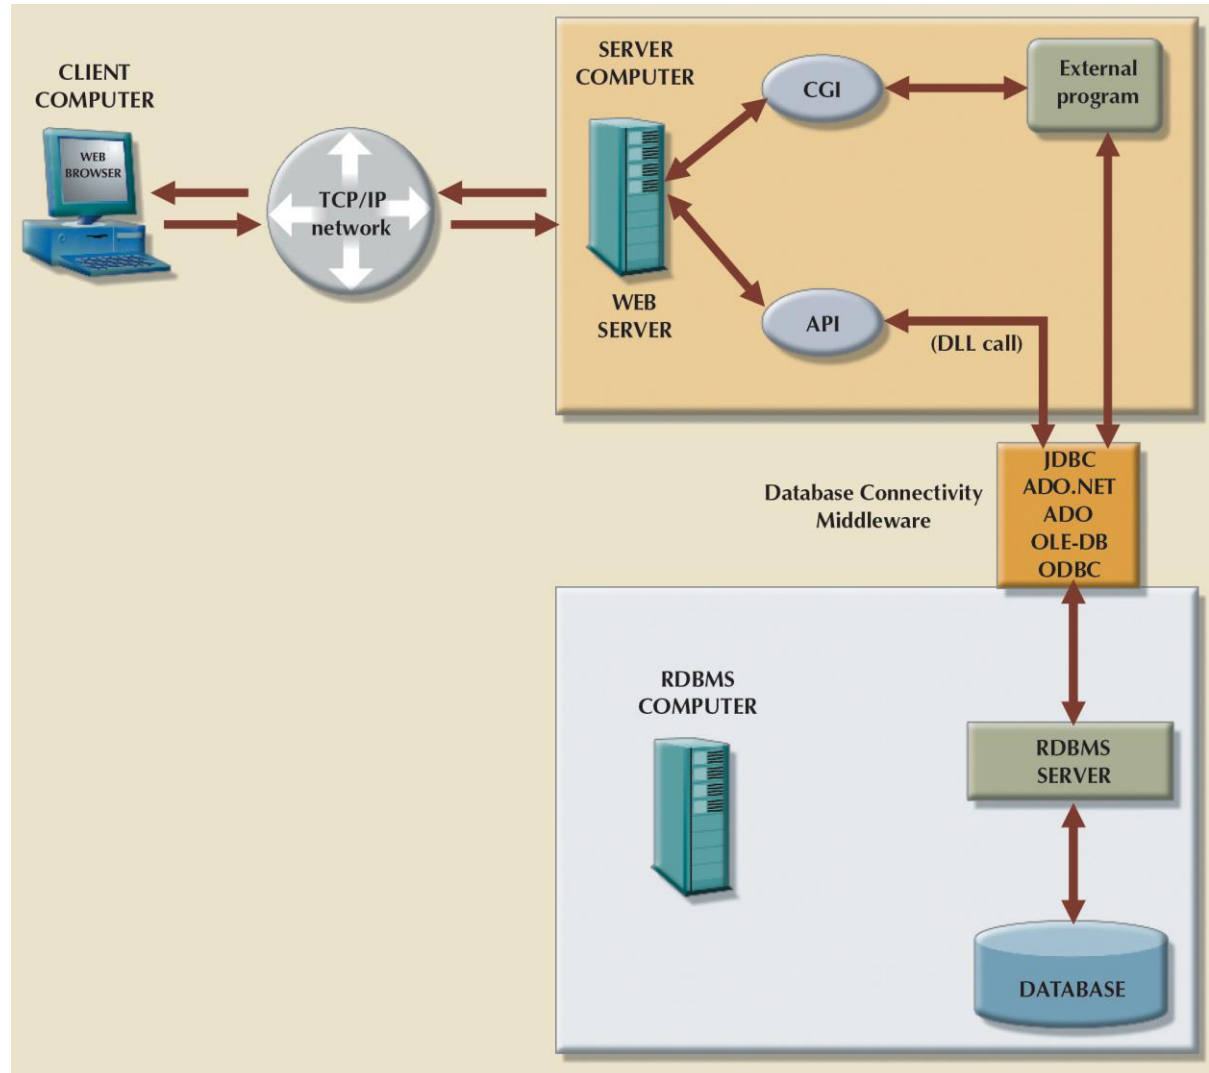 CLIENT
COMPUTER
WEB
BROWSER
TCP/IP
network
SERVER
COMPUTER
WEB
SERVER
CGI
External
program
API
(DLL call)
Database Connectivity
Middleware
JDBC
ADO.NET
ADO
OLE-DB
ODBC
RDBMS
COMPUTER
RDBMS
SERVER
DATABASE